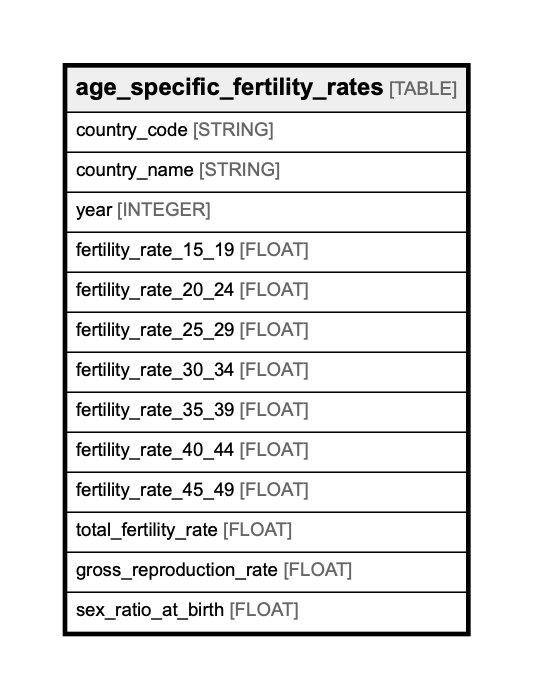 age_specific_fertility_rates [TABLE]
country_code [STRING]
country_name [STRING]
year [INTEGER]
fertility_rate_15_19 [FLOAT]
fertility_rate_20_24 [FLOAT]
fertility_rate_25_29 [FLOAT]
fertility_rate_30_34 [FLOAT]
fertility_rate_35_39 [FLOAT]
fertility_rate_40_44 [FLOAT]
fertility_rate_45_49 [FLOAT]
total_fertility_rate [FLOAT]
gross_reproduction_rate [FLOAT]
sex_ratio_at_birth [FLOAT]